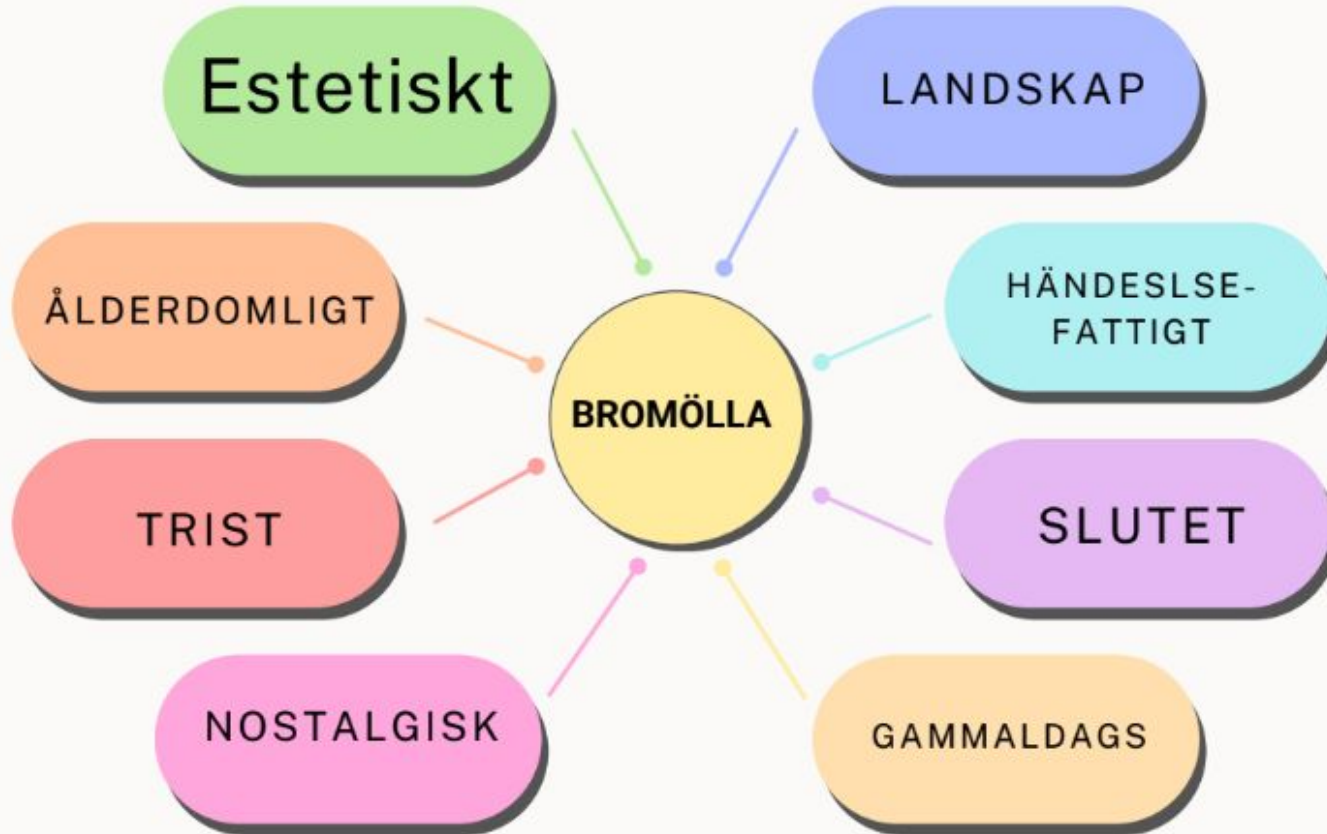 Estetiskt
LANDSKAP
ÅLDERDOMLIGT
HÄNDESLSE-
FATTIGT
BROMÖLLA
TRIST
SLUTET
NOSTALGISK
GAMMALDAGS